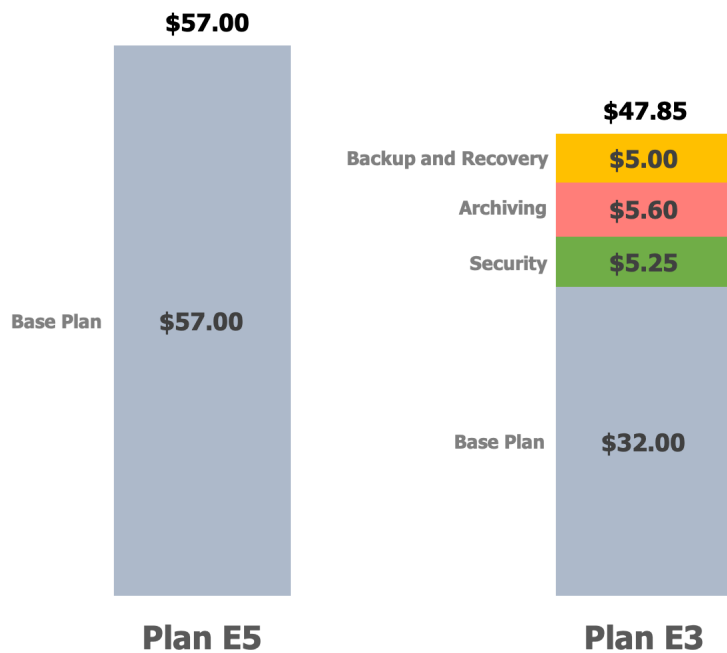 $57.00
$47.85
Backup and Recovery $5.00
Archiving $5.60
Security $5.25
Base Plan $57.00
Base Plan $32.00
Plan E5 Plan E3